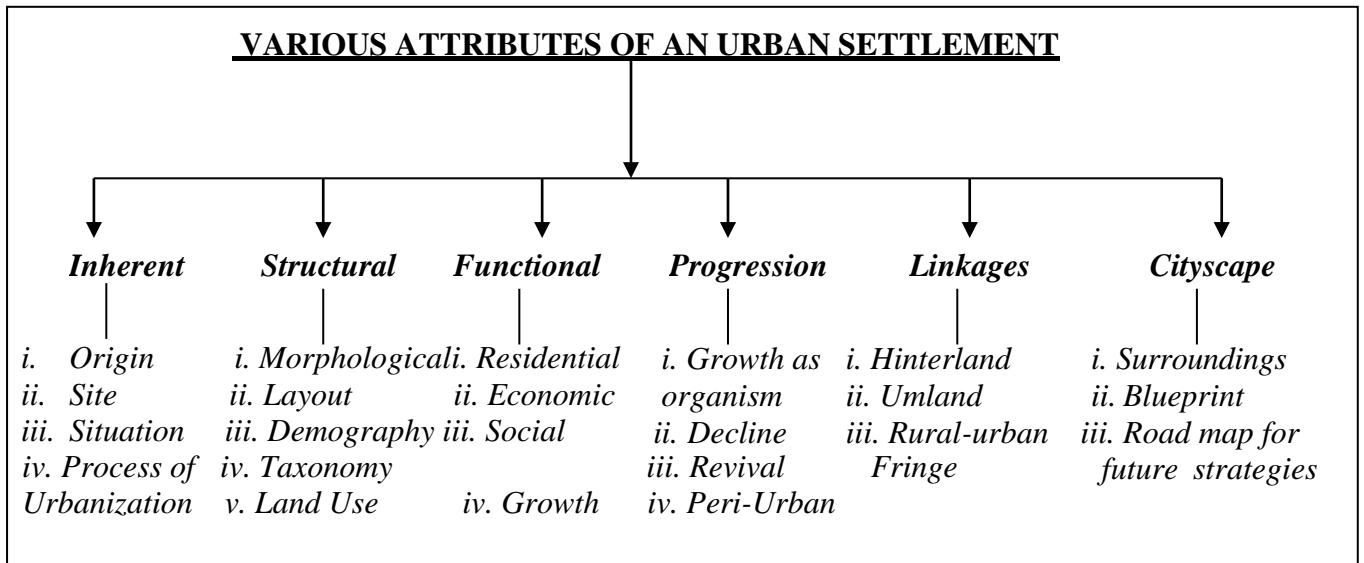 VARIOUS ATTRIBUTES OF AN URBAN SETTLEMENT
Inherent
i. Origin
ii. Site
iii. Situation
iv. Process of
Urbanization
Structural
i. Morphological
ii. Layout
iii. Demography
iv. Taxonomy
v. Land Use
Functional
i. Residential
ii. Economic
iii. Social
iv. Growth
Progression
i. Growth as
organism
ii. Decline
iii. Revival
iv. Peri-Urban
Linkages
i. Hinterland
ii. Umland
iii. Rural-urban
Fringe
Cityscape
i. Surroundings
ii. Blueprint
iii. Road map for
future strategies